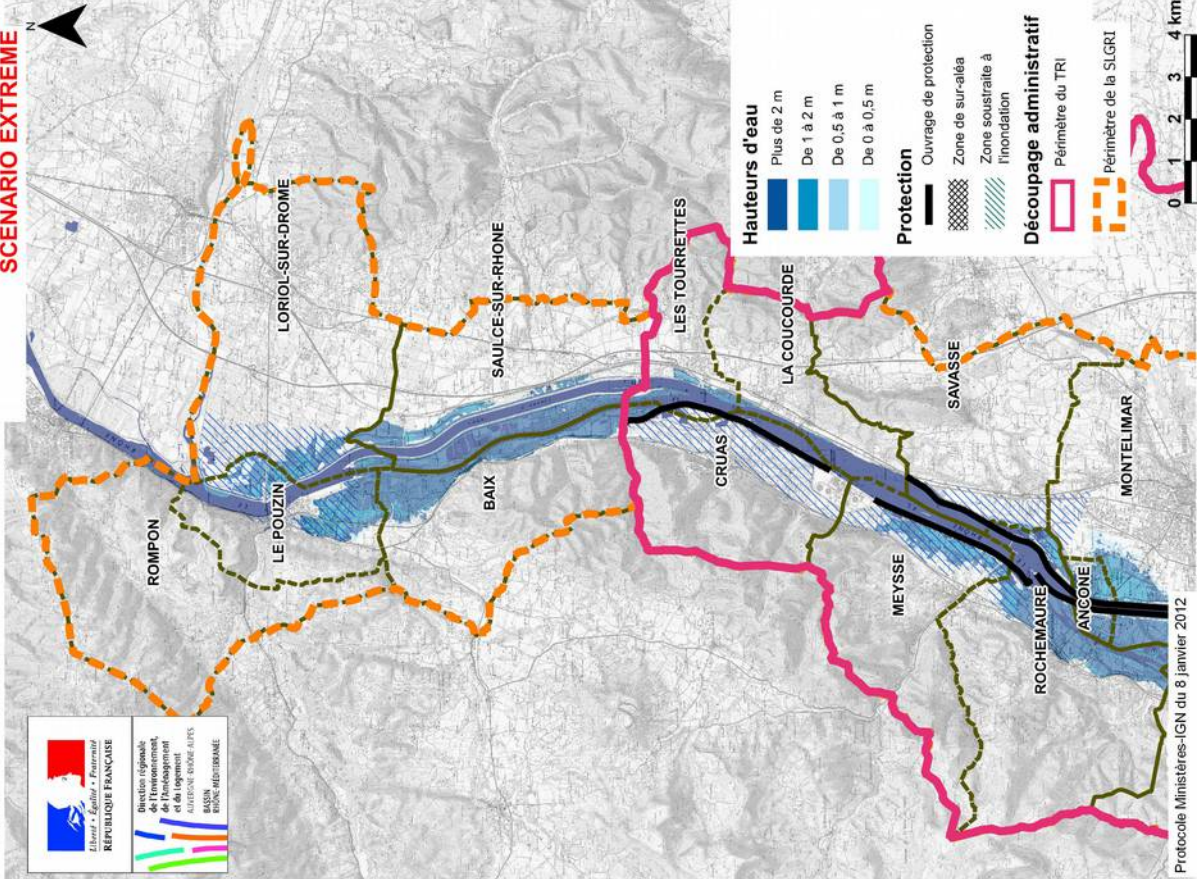 SCENARIO EXTREME
N
Liberté • Égalité • Fraternité
RÉPUBLIQUE FRANÇAISE
Direction régionale
de l'Environnement,
de l'Aménagement
et du Logement
AUVERGNE-RHÔNE-ALPES
BASSIN
RHÔNE-MÉDITERRANÉE
ROMPON
LE POUZIN
LORIOL-SUR-DROME
BAIX
SAULCE-SUR-RHONE
LES TOURRETTES
CRUAS
LA COUCOURDE
MEYSSE
SAVASSE
ROCHEMAURE
ANCONE
MONTELIMAR
Hauteurs d'eau
Plus de 2 m
De 1 à 2 m
De 0,5 à 1 m
De 0 à 0,5 m
Protection
Ouvrage de protection
Zone de sur-aléa
Zone soustraite à
l'inondation
Découpage administratif
Périmètre du TRI
Périmètre de la SLGRI
0 1 2 3 4 km
Protocole Ministères-IGN du 8 janvier 2012